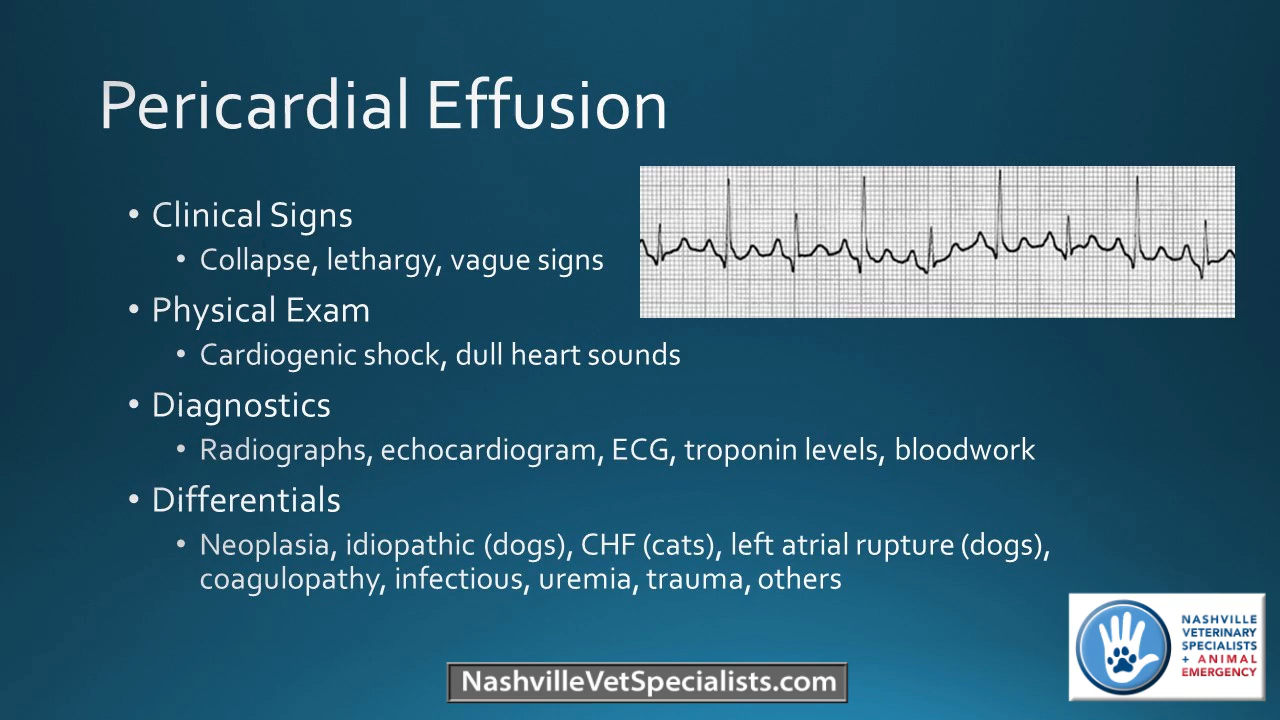 Pericardial Effusion
• Clinical Signs
• Collapse, lethargy, vague signs
• Physical Exam
• Cardiogenic shock, dull heart sounds
• Diagnostics
• Radiographs, echocardiogram, ECG, troponin levels, bloodwork
• Differentials
• Neoplasia, idiopathic (dogs), CHF (cats), left atrial rupture (dogs),
coagulopathy, infectious, uremia, trauma, others
NASHVILLE
VETERINARY
SPECIALISTS
+ ANIMAL
EMERGENCY
NashvilleVetSpecialists.com